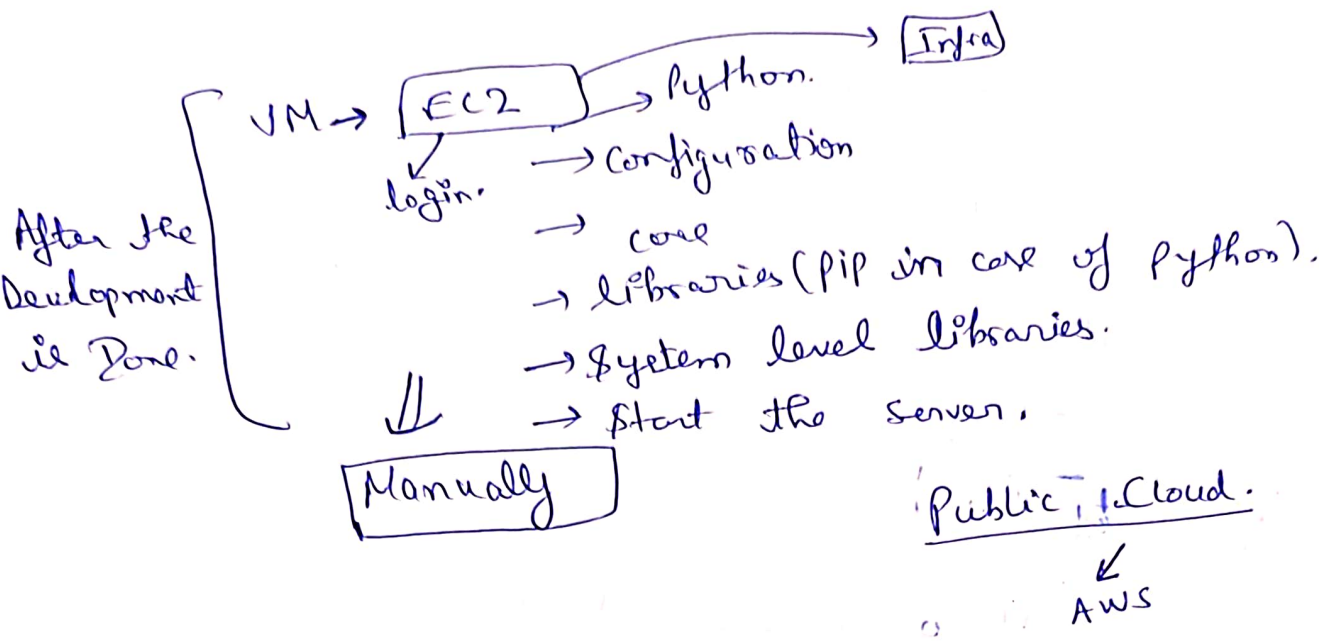 Infra
VM → EC2 → Python.
login.
→ Configuration
→ core
→ libraries (pip in case of Python).
→ System level libraries.
→ Start the server.
After the
Development
is Done.
Manually
Public Cloud.
AWS